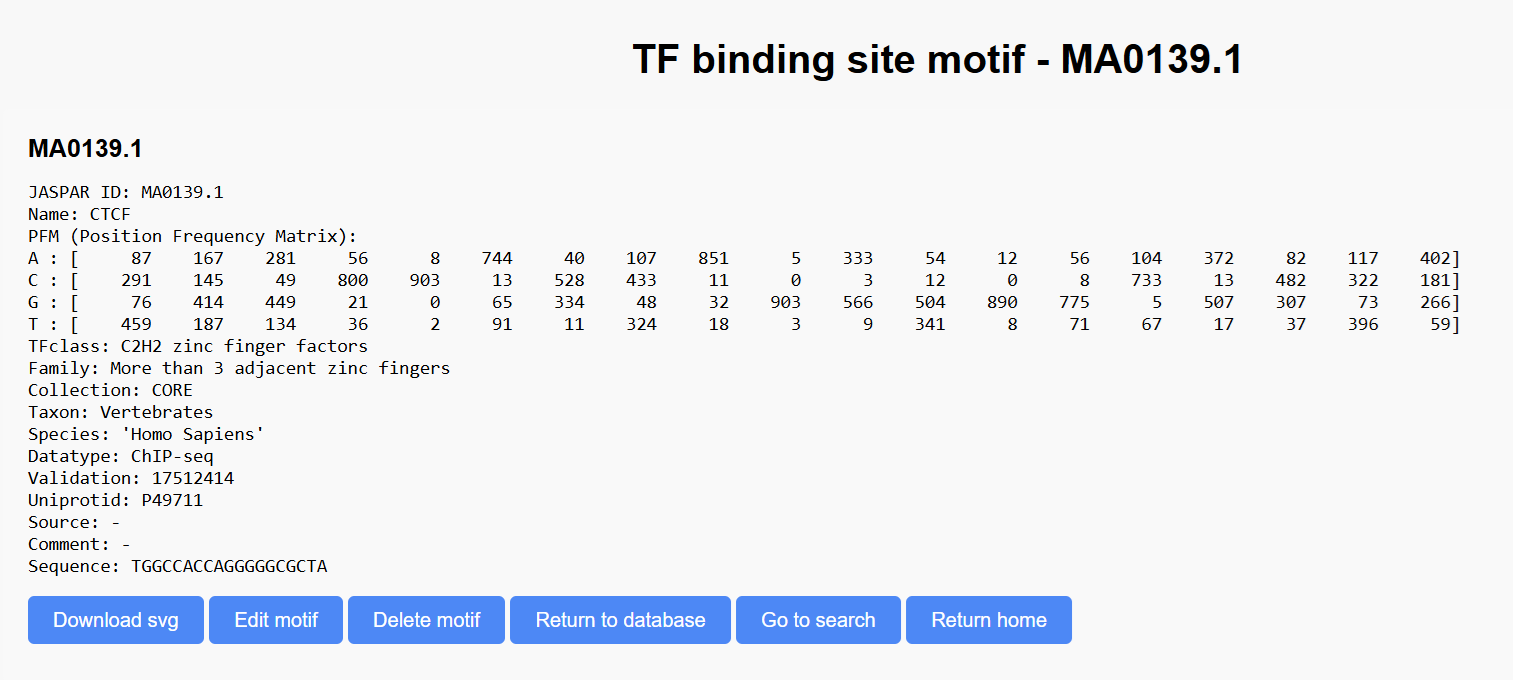 TF binding site motif - MA0139.1
MA0139.1
JASPAR ID: MA0139.1
Name: CTCF
PFM (Position Frequency Matrix):
A : [ 87 167 281 56 8 744 40 107 851 5 333 54 12 56 104 372 82 117 402]
C : [ 291 145 49 800 903 13 528 433 11 0 3 12 0 8 733 13 482 322 181]
G : [ 76 414 449 21 0 65 334 48 32 903 566 504 890 775 5 507 307 73 266]
T : [ 459 187 134 36 2 91 11 324 18 3 9 341 8 71 67 17 37 396 59]
TFclass: C2H2 zinc finger factors
Family: More than 3 adjacent zinc fingers
Collection: CORE
Taxon: Vertebrates
Species: 'Homo Sapiens'
Datatype: ChIP-seq
Validation: 17512414
Uniprotid: P49711
Source: -
Comment: -
Sequence: TGGCCACCAGGGGGCGCTA
Download svg Edit motif Delete motif Return to database Go to search Return home